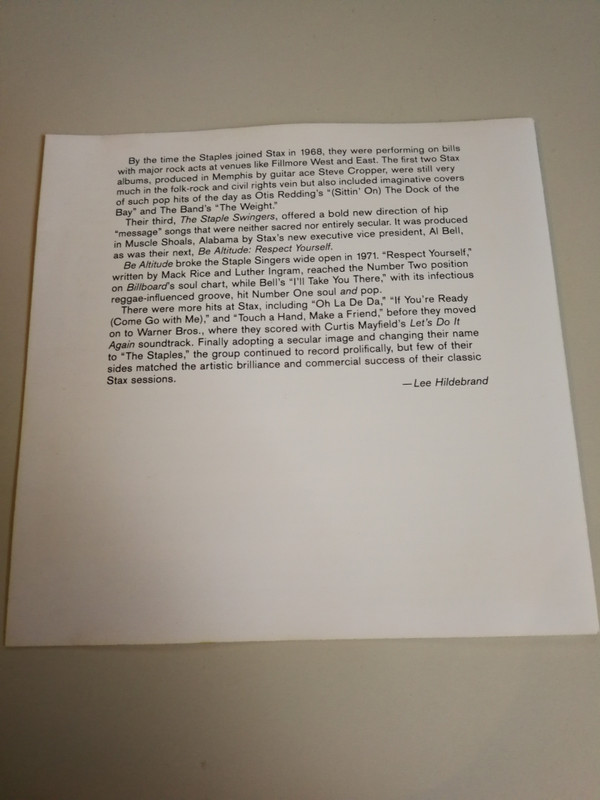 By the time the Staples joined Stax in 1968, they were performing on bills
with major rock acts at venues like Fillmore West and East. The first two Stax
albums, produced in Memphis by guitar ace Steve Cropper, were still very
much in the folk-rock and civil rights vein but also included imaginative covers
of such pop hits of the day as Otis Redding's "(Sittin' On) The Dock of the
Bay" and The Band's "The Weight."
Their third, The Staple Swingers, offered a bold new direction of hip
"message" songs that were neither sacred nor entirely secular. It was produced
in Muscle Shoals, Alabama by Stax's new executive vice president, Al Bell,
as was their next, Be Altitude: Respect Yourself.
Be Altitude broke the Staple Singers wide open in 1971. "Respect Yourself,"
written by Mack Rice and Luther Ingram, reached the Number Two position
on Billboard's soul chart, while Bell's "I'll Take You There," with its infectious
reggae-influenced groove, hit Number One soul and pop.
There were more hits at Stax, including "Oh La De Da," "If You're Ready
(Come Go with Me)," and "Touch a Hand, Make a Friend," before they moved
on to Warner Bros., where they scored with Curtis Mayfield's Let's Do It
Again soundtrack. Finally adopting a secular image and changing their name
to "The Staples," the group continued to record prolifically, but few of their
sides matched the artistic brilliance and commercial success of their classic
Stax sessions.
—Lee Hildebrand